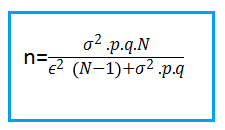 n= σ² .p.q.N / ϵ² (N−1)+σ² .p.q